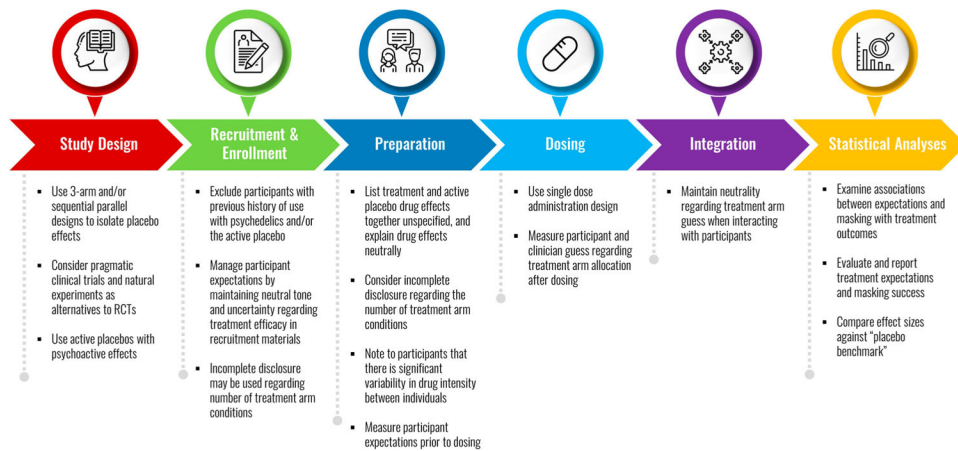 Study Design
Use 3-arm and/or
sequential parallel
designs to isolate placebo
effects
Consider pragmatic
clinical trials and natural
experiments as
alternatives to RCTs
Use active placebos with
psychoactive effects
Recruitment &
Enrollment
Exclude participants with
previous history of use
with psychedelics and/or
the active placebo
Manage participant
expectations by
maintaining neutral tone
and uncertainty regarding
treatment efficacy in
recruitment materials
Incomplete disclosure
may be used regarding
number of treatment arm
conditions
Preparation
List treatment and active
placebo drug effects
together unspecified, and
explain drug effects
neutrally
Consider incomplete
disclosure regarding the
number of treatment arm
conditions
Note to participants that
there is significant
variability in drug intensity
between individuals
Measure participant
expectations prior to dosing
Dosing
Use single dose
administration design
Measure participant and
clinician guess regarding
treatment arm allocation
after dosing
Integration
Maintain neutrality
regarding treatment arm
guess when interacting
with participants
Statistical Analyses
Examine associations
between expectations and
masking with treatment
outcomes
Evaluate and report
treatment expectations
and masking success
Compare effect sizes
against “placebo
benchmark”